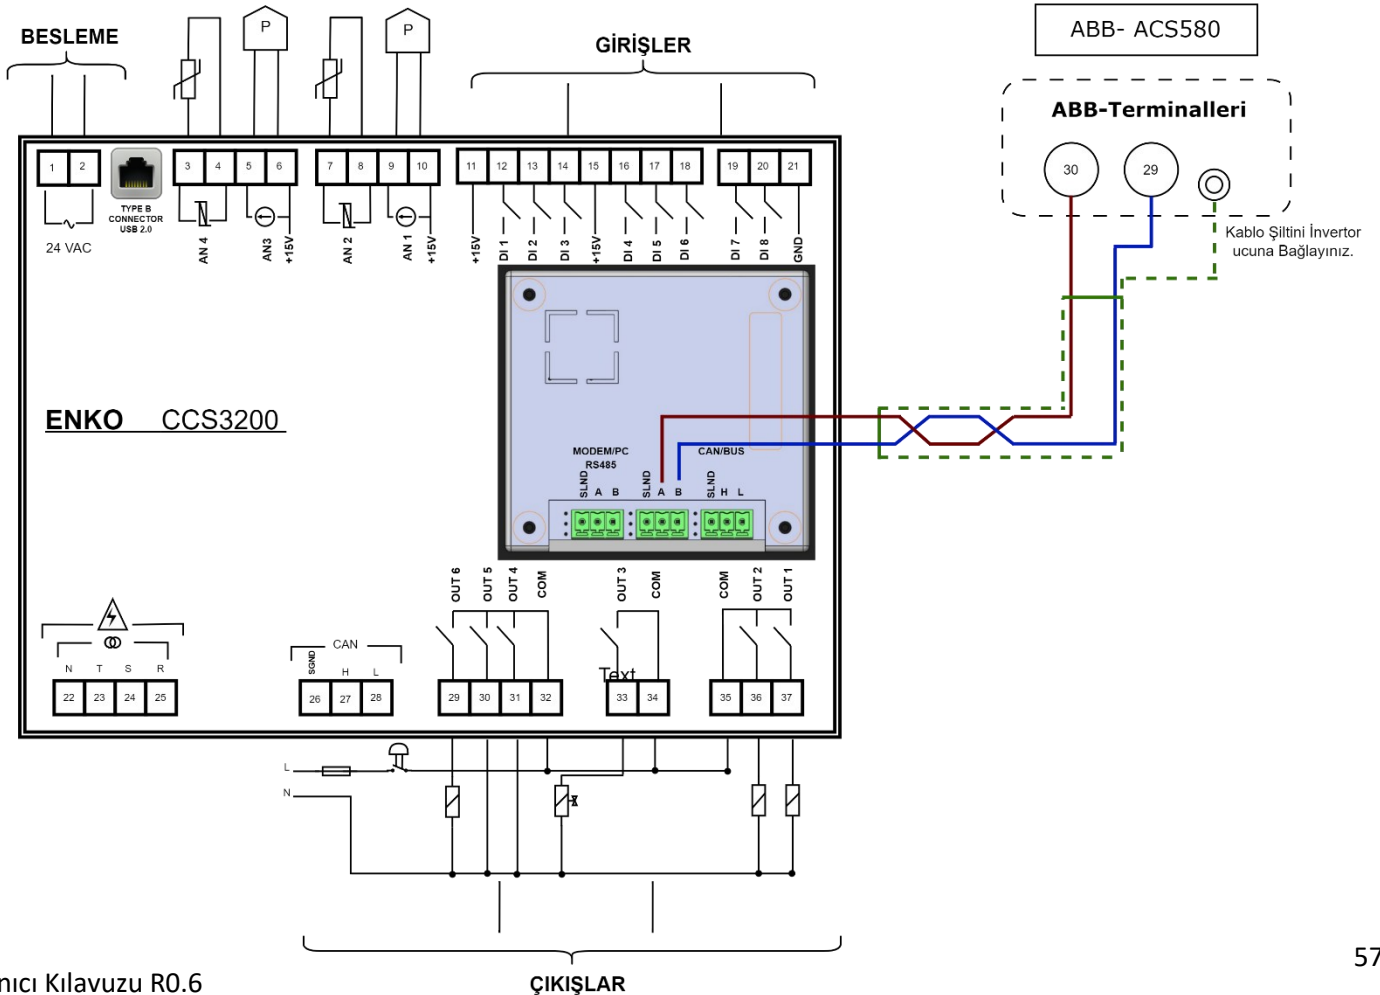 BESLEME
P
P
GİRİŞLER
ABB- ACS580
ABB-Terminalleri
30
29
Kablo Şiltini İnvertor
ucuna Bağlayınız.
1 2
TYPE B
CONNECTOR
USB 2.0
3 4 5 6
7 8 9 10
11 12 13 14 15 16 17 18
19 20 21
24 VAC
AN 4
AN3
+15V
AN 2
AN 1
+15V
+15V
DI 1
DI 2
DI 3
+15V
DI 4
DI 5
DI 6
DI 7
DI 8
GND
ENKO CCS3200
MODEM/PC
RS485
CAN/BUS
SLND A B
SLND A B
SLND H L
OUT 6
OUT 5
OUT 4
COM
OUT 3
COM
COM
OUT 2
OUT 1
N T S R
22 23 24 25
CAN
SGND H L
26 27 28
Text
29 30 31 32
33 34
35 36 37
L
N
ÇIKIŞLAR
57
nıcı Kılavuzu R0.6